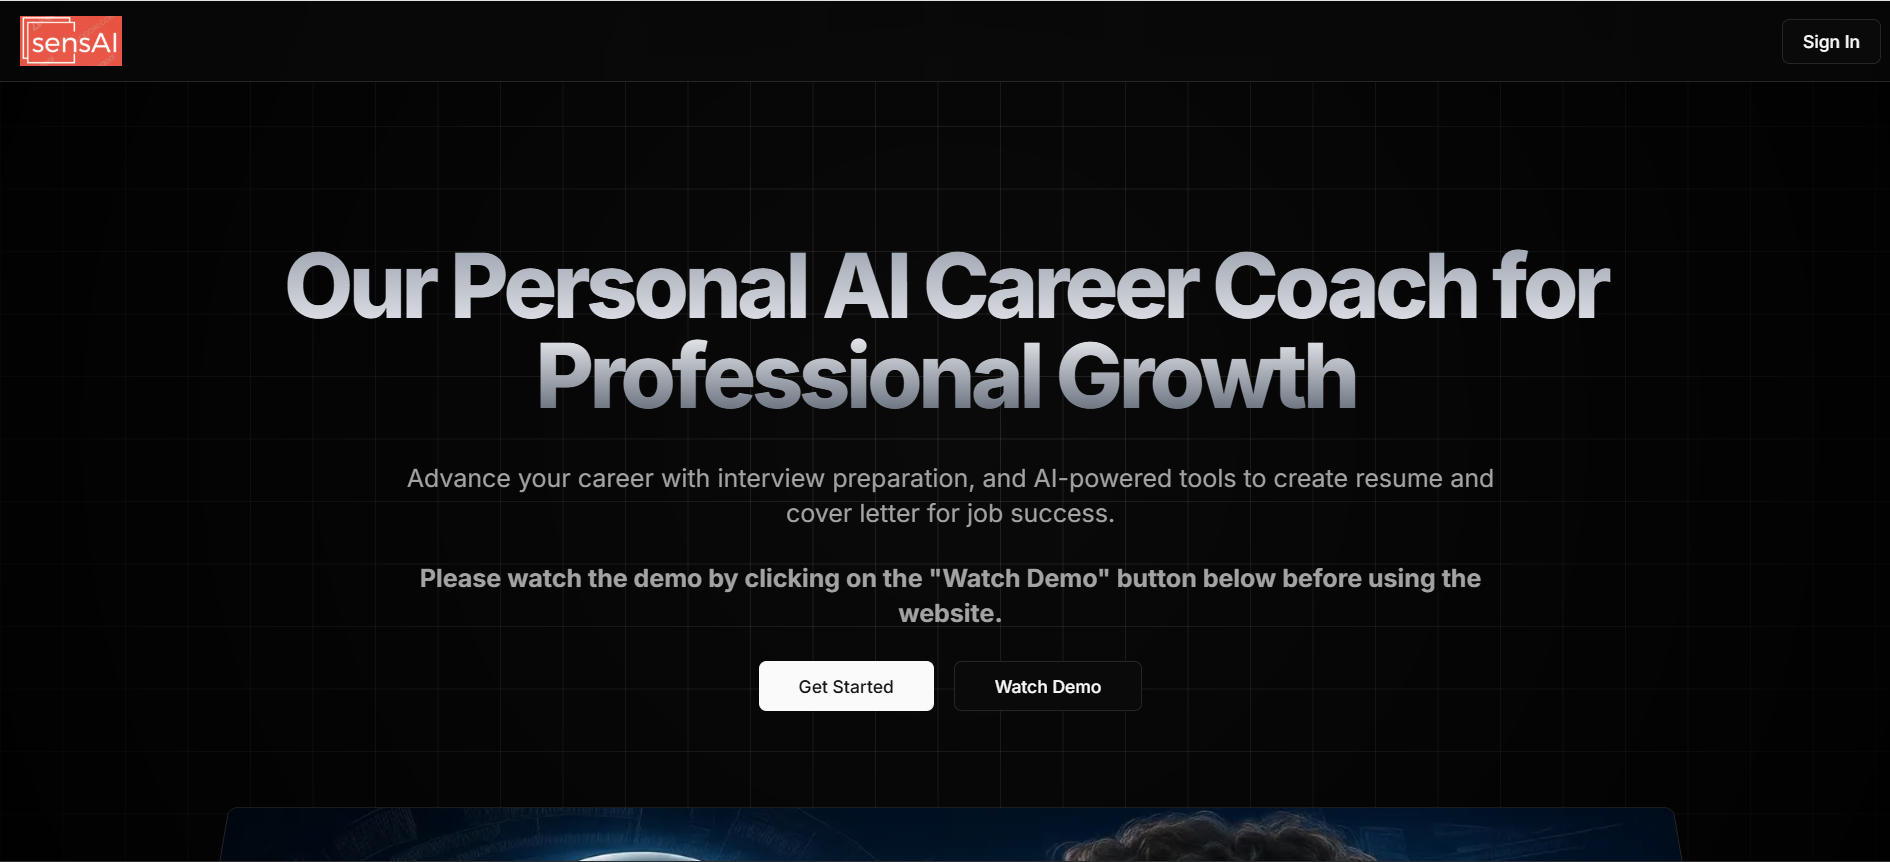 sensAI
Sign In
Our Personal AI Career Coach for
Professional Growth
Advance your career with interview preparation, and AI-powered tools to create resume and
cover letter for job success.
Please watch the demo by clicking on the "Watch Demo" button below before using the
website.
Get Started
Watch Demo